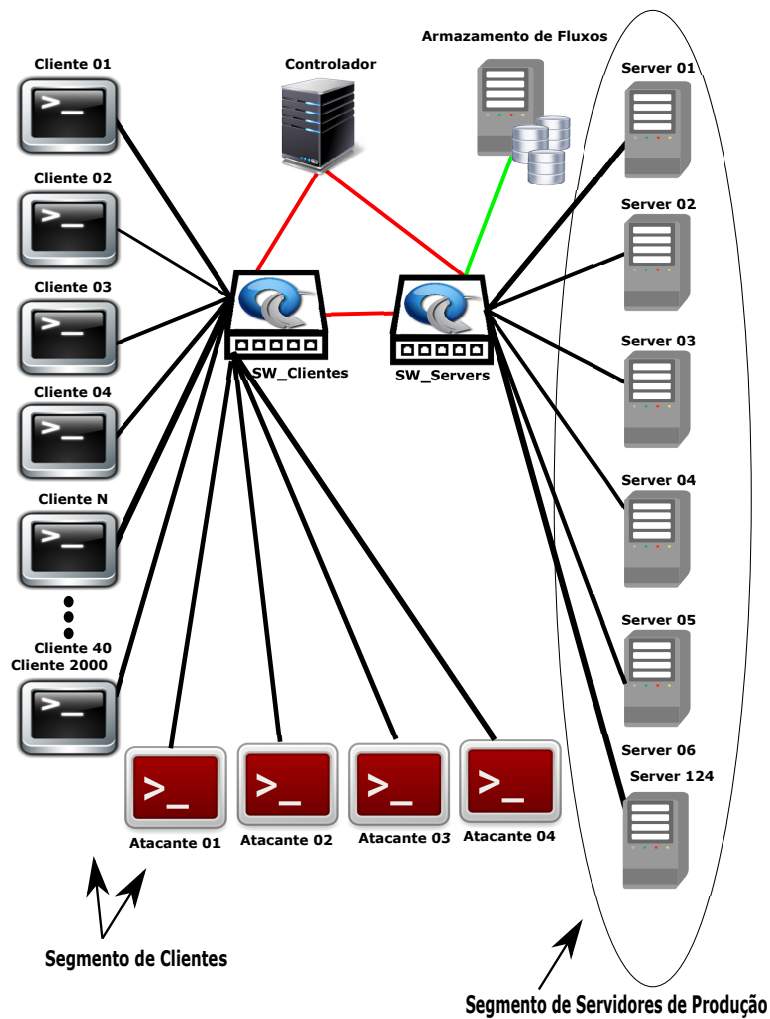 Armazamento de Fluxos
Cliente 01
Controlador
Server 01
>_
Cliente 02
>_
Server 02
Cliente 03
>_
Server 03
SW_Clientes
SW_Servers
Cliente 04
>_
Server 04
Cliente N
>_
Server 05
Cliente 40
Cliente 2000
>_
Server 06
Server 124
>_
>_
>_
>_
Atacante 01
Atacante 02
Atacante 03
Atacante 04
Segmento de Clientes
Segmento de Servidores de Produção